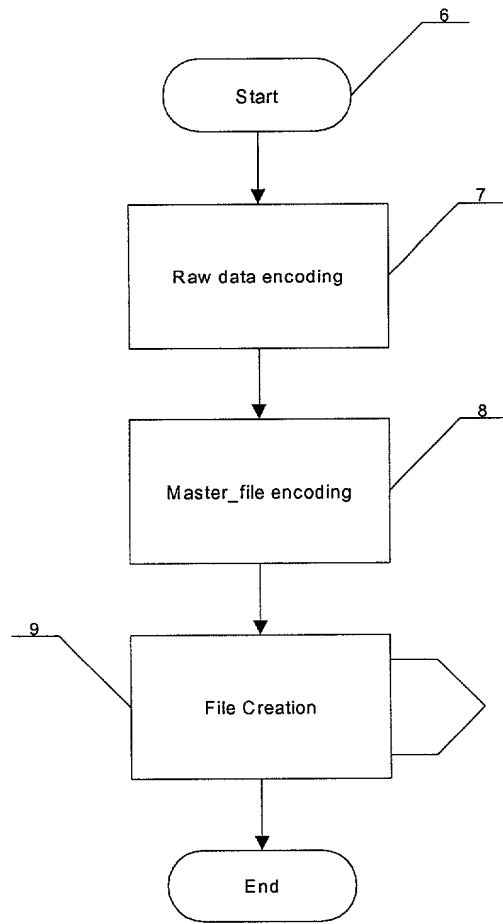 6
Start
7
Raw data encoding
8
Master_file encoding
9
File Creation
End